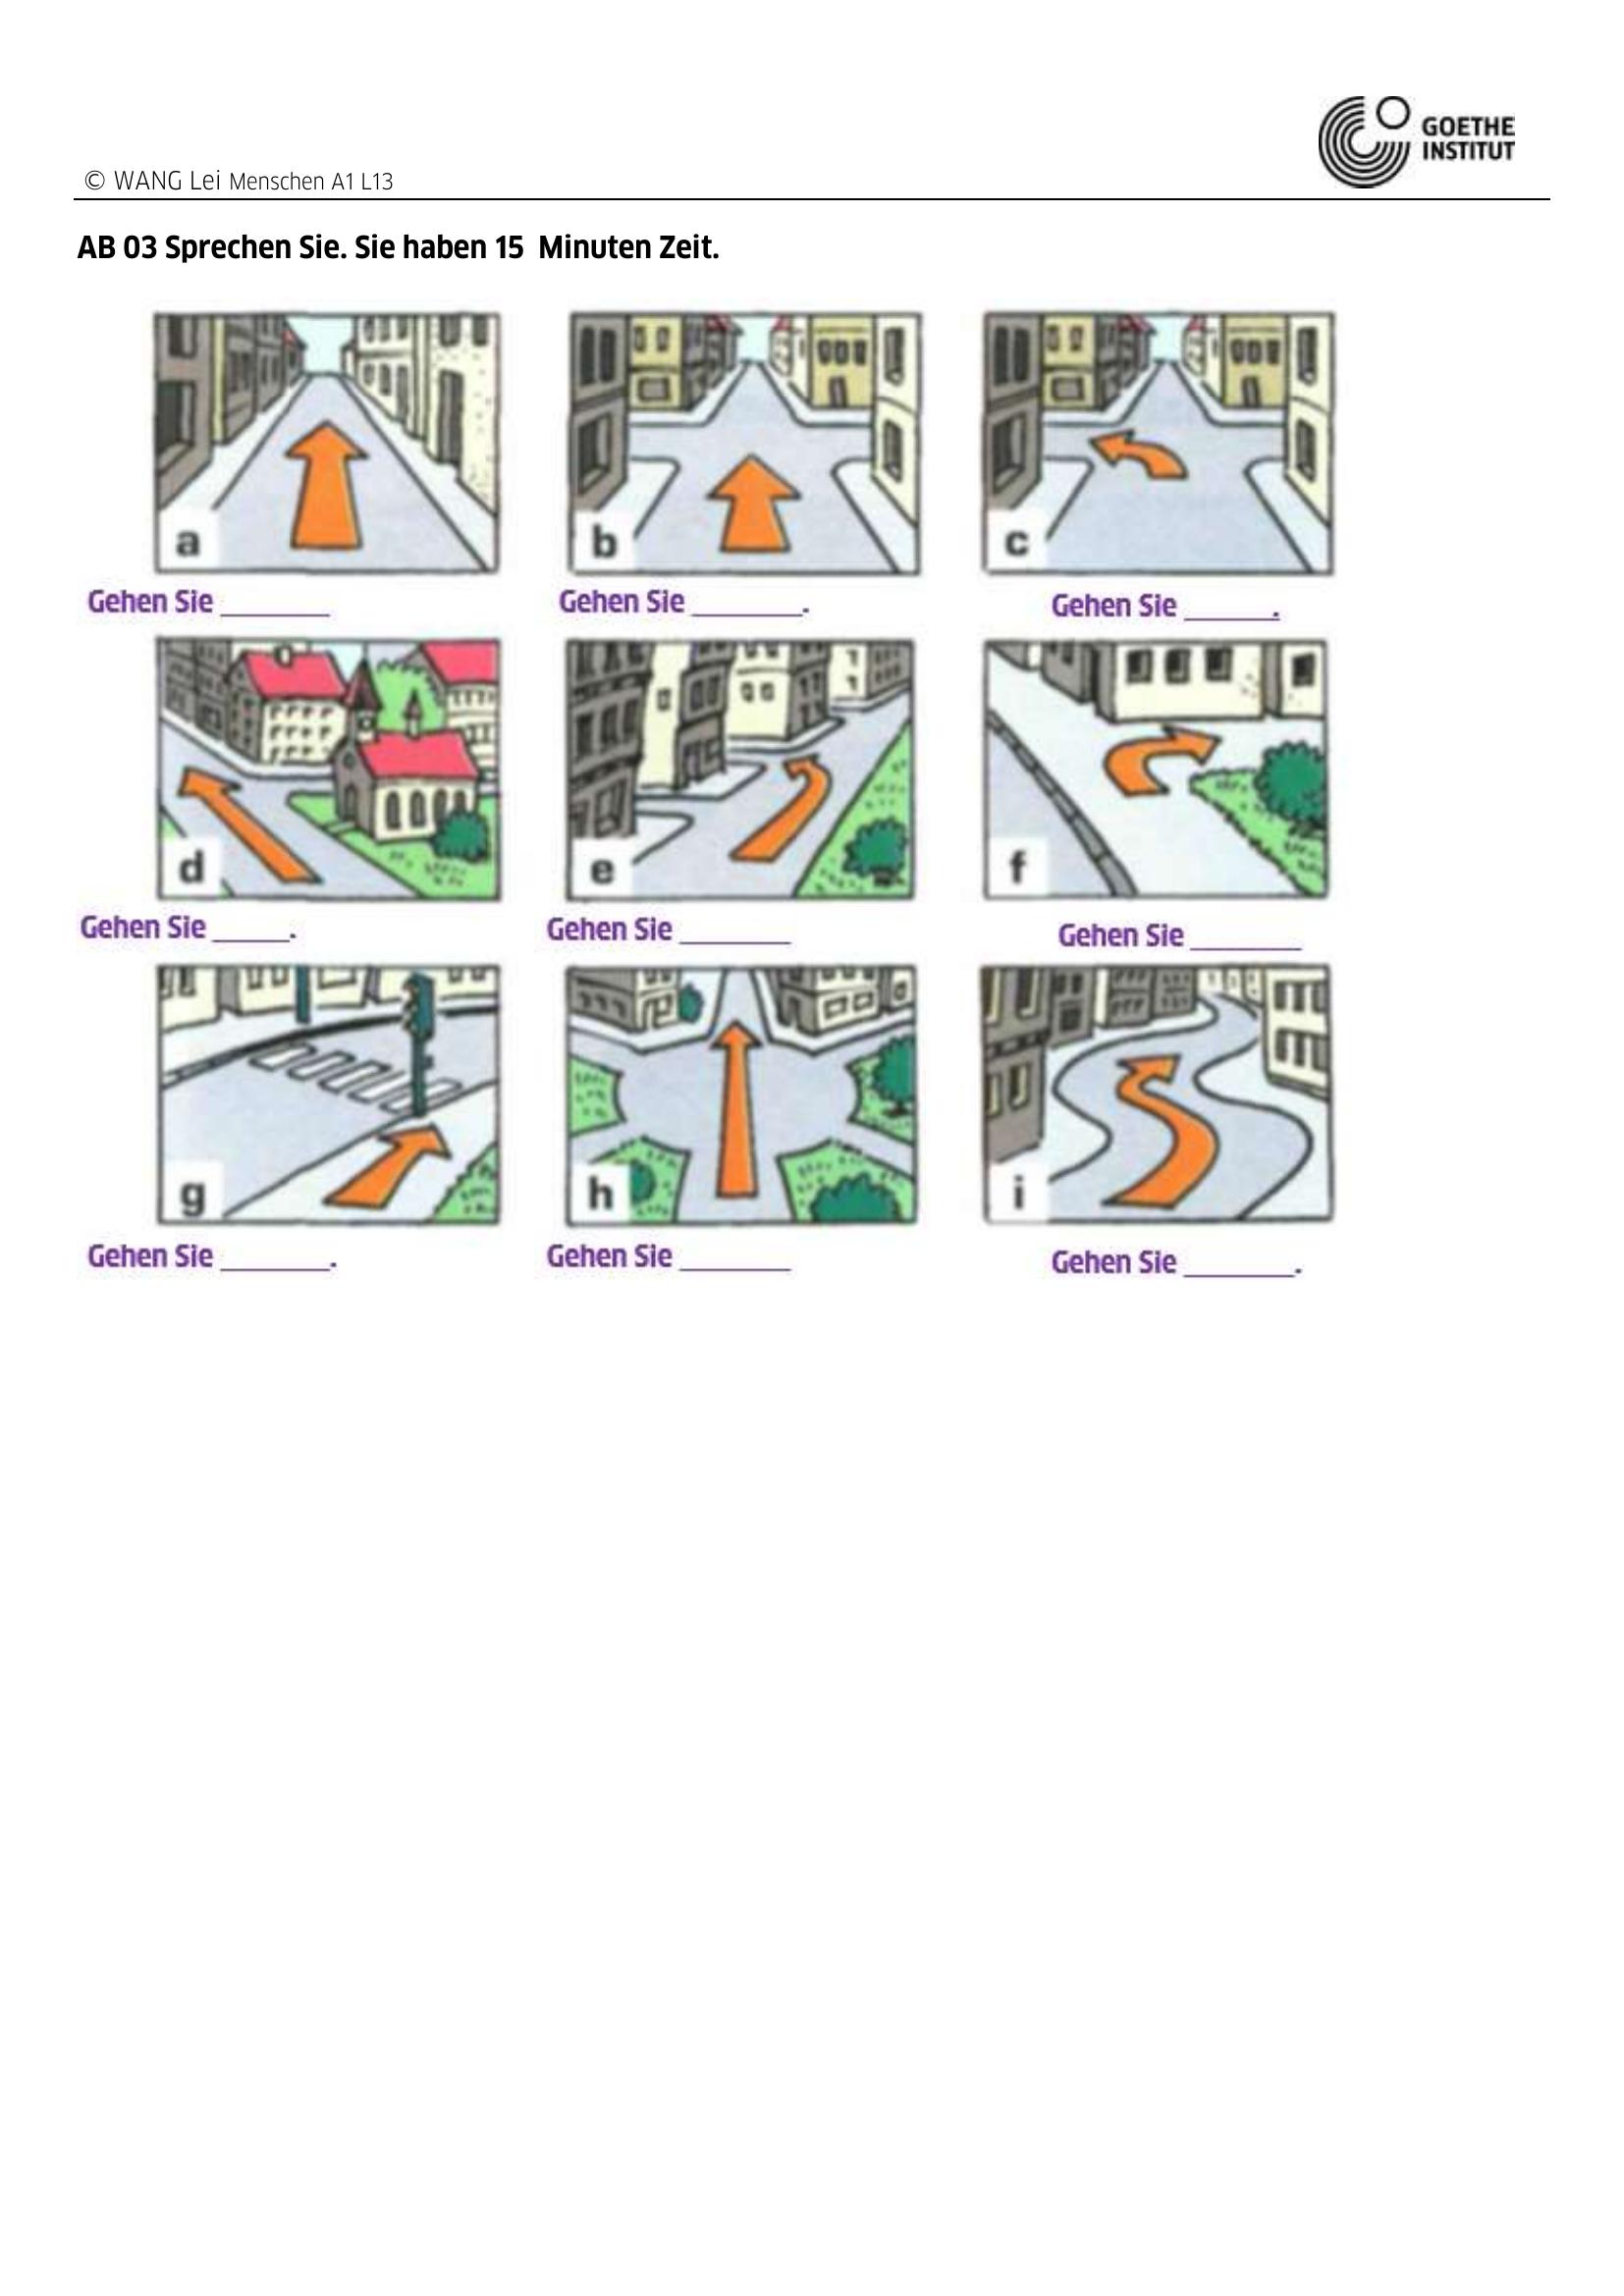 GOETHE
INSTITUT
© WANG Lei Menschen A1 L13
AB 03 Sprechen Sie. Sie haben 15  Minuten Zeit.
a
b
c
Gehen Sie ________
Gehen Sie ________.
Gehen Sie _______.
d
e
f
Gehen Sie ______.
Gehen Sie ________
Gehen Sie ________
g
h
i
Gehen Sie ________.
Gehen Sie ________
Gehen Sie ________.